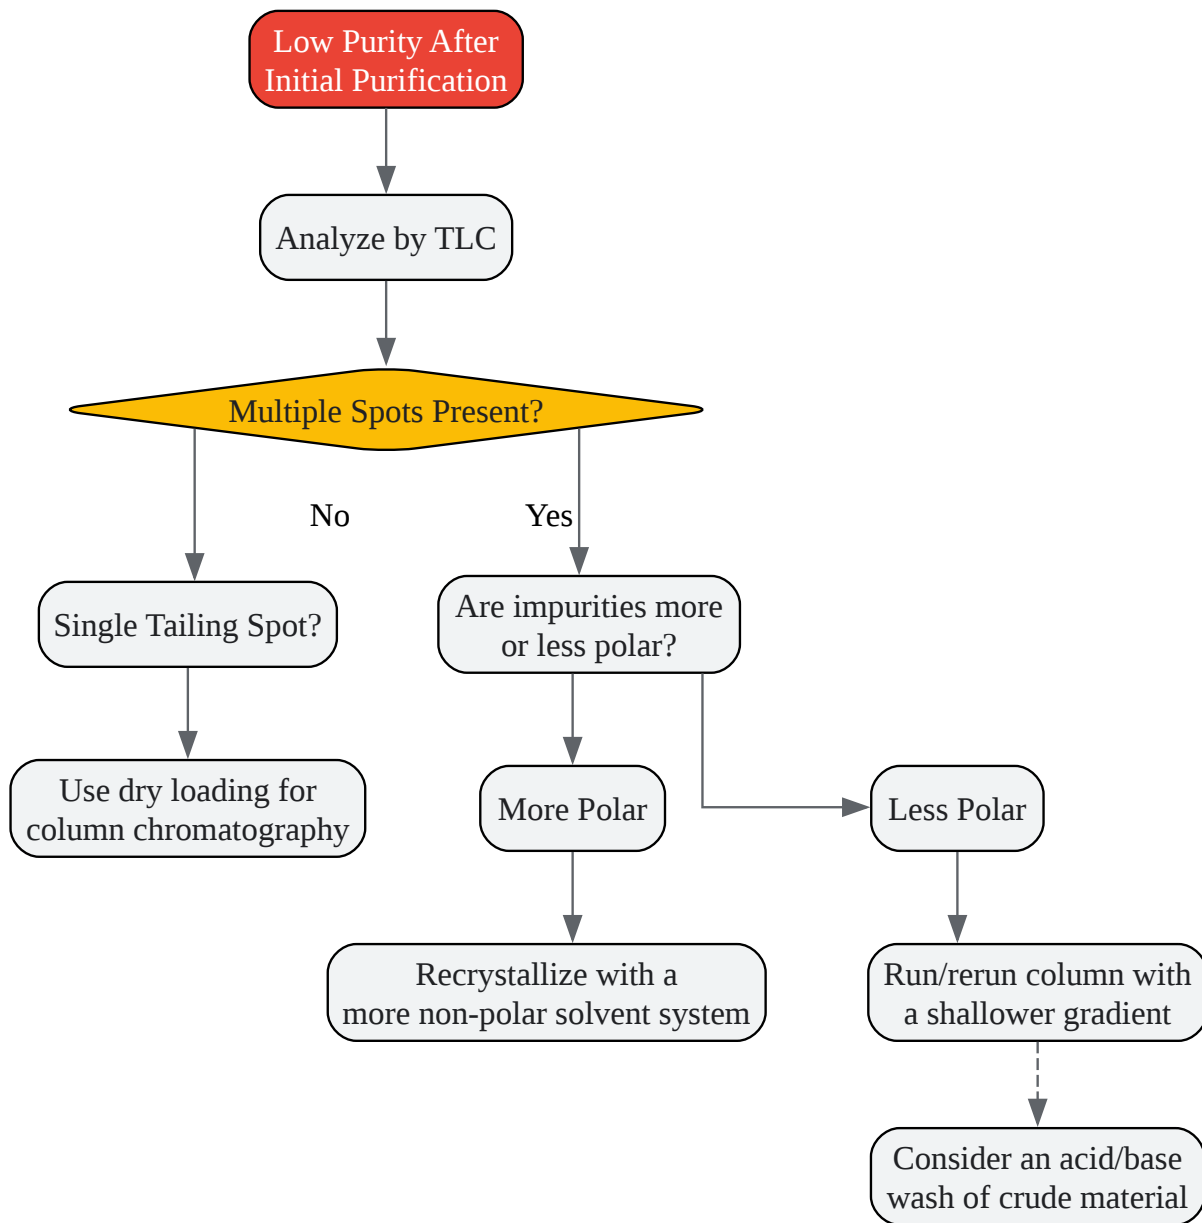 Low Purity After
Initial Purification
Analyze by TLC
Multiple Spots Present?
No
Yes
Single Tailing Spot?
Are impurities more
or less polar?
Use dry loading for
column chromatography
More Polar
Less Polar
Recrystallize with a
more non-polar solvent system
Run/rerun column with
a shallower gradient
Consider an acid/base
wash of crude material